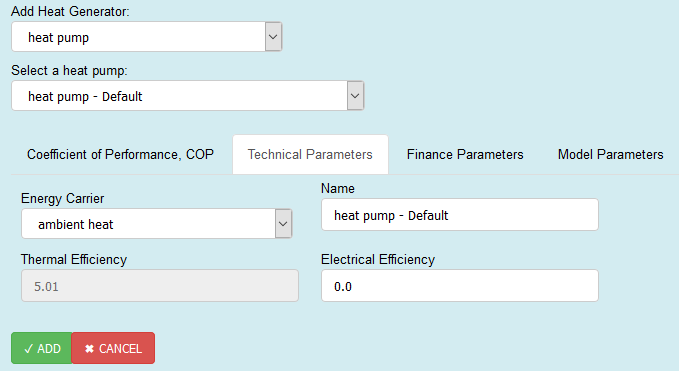 Add Heat Generator:
heat pump
Select a heat pump:
heat pump - Default
Coefficient of Performance, COP Technical Parameters Finance Parameters Model Parameters
Energy Carrier Name
ambient heat heat pump - Default
Thermal Efficiency Electrical Efficiency
5.01 0.0
✓ ADD ✖ CANCEL